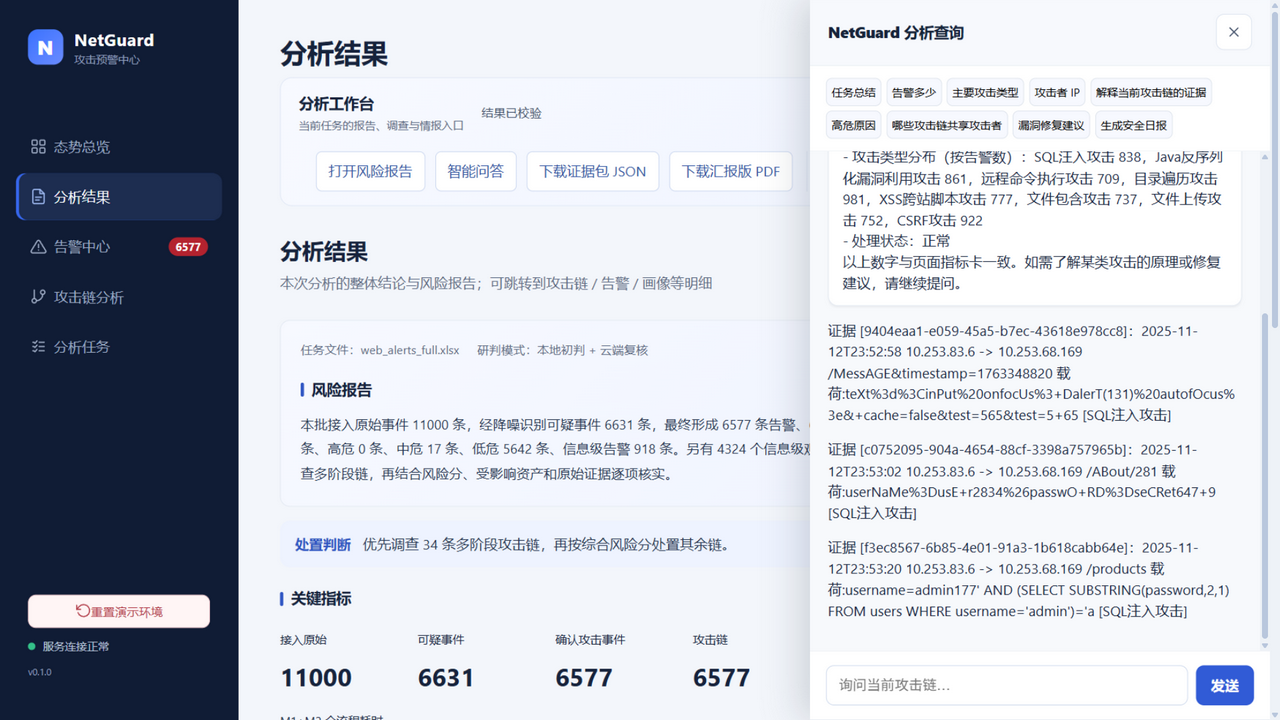 NetGuard
攻击预警中心
态势总览
分析结果
告警中心 6577
攻击链分析
分析任务
重置演示环境
服务连接正常
v0.1.0
分析结果
分析工作台
当前任务的报告、调查与情报入口
结果已校验
打开风险报告 智能问答 下载证据包 JSON 下载汇报版 PDF
分析结果
本次分析的整体结论与风险报告；可跳转到攻击链 / 告警 / 画像等明细
任务文件：web_alerts_full.xlsx 研判模式：本地初判 + 云端复核
风险报告
本批接入原始事件 11000 条，经降噪识别可疑事件 6631 条，最终形成 6577 条告警、
条、高危 0 条、中危 17 条、低危 5642 条、信息级告警 918 条。另有 4324 个信息级
查多阶段链，再结合风险分、受影响资产和原始证据逐项核实。
处置判断 优先调查 34 条多阶段攻击链，再按综合风险分处置其余链。
关键指标
接入原始 可疑事件 确认攻击事件 攻击链
11000 6631 6577 6577
NetGuard 分析查询
×
任务总结 告警多少 主要攻击类型 攻击者 IP 解释当前攻击链的证据
高危原因 哪些攻击链共享攻击者 漏洞修复建议 生成安全日报
- 攻击类型分布（按告警数）：SQL注入攻击 838，Java反序列
化漏洞利用攻击 861，远程命令执行攻击 709，目录遍历攻击
981，XSS跨站脚本攻击 777，文件包含攻击 737，文件上传攻
击 752，CSRF攻击 922
- 处理状态：正常
以上数字与页面指标卡一致。如需了解某类攻击的原理或修复
建议，请继续提问。
证据 [9404eaa1-e059-45a5-b7ec-43618e978cc8]：2025-11-
12T23:52:58 10.253.83.6 -> 10.253.68.169
/MessAGE&timestamp=1763348820 载
荷:teXt%3d%3CinPut%20onfocUs%3+DalerT(131)%20autofOcus%
3e&+cache=false&test=565&test=5+65 [SQL注入攻击]
证据 [c0752095-904a-4654-88cf-3398a757965b]：2025-11-
12T23:53:02 10.253.83.6 -> 10.253.68.169 /ABout/281 载
荷:userNaMe%3DusE+r2834%26passwO+RD%3DseCRet647+9
[SQL注入攻击]
证据 [f3ec8567-6b85-4e01-91a3-1b618cabb64e]：2025-11-
12T23:53:20 10.253.83.6 -> 10.253.68.169 /products 载
荷:username=admin177' AND (SELECT SUBSTRING(password,2,1)
FROM users WHERE username='admin')='a [SQL注入攻击]
询问当前攻击链...
发送